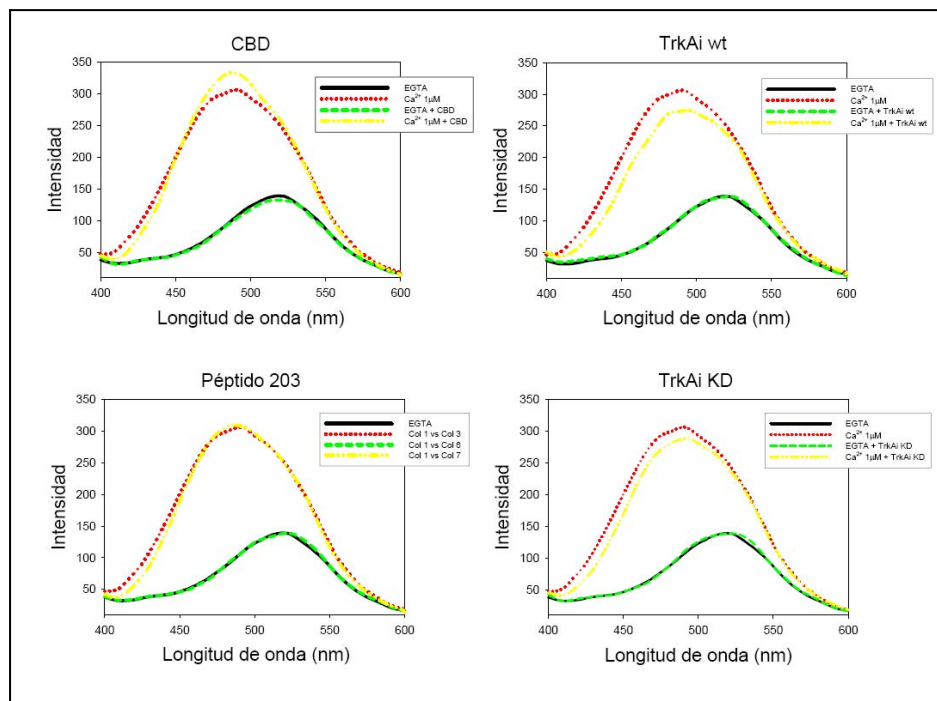 CBD
350
300
250
200
150
100
50
Intensidad
400 450 500 550 600
Longitud de onda (nm)
EGTA
Ca²⁺ 1µM
EGTA + CBD
Ca²⁺ 1µM + CBD
TrkAi wt
350
300
250
200
150
100
50
Intensidad
400 450 500 550 600
Longitud de onda (nm)
EGTA
Ca²⁺ 1µM
EGTA + TrkAi wt
Ca²⁺ 1µM + TrkAi wt
Péptido 203
350
300
250
200
150
100
50
Intensidad
400 450 500 550 600
Longitud de onda (nm)
EGTA
Col 1 vs Col 3
Col 1 vs Col 6
Col 1 vs Col 7
TrkAi KD
350
300
250
200
150
100
50
Intensidad
400 450 500 550 600
Longitud de onda (nm)
EGTA
Ca²⁺ 1µM
EGTA + TrkAi KD
Ca²⁺ 1µM + TrkAi KD